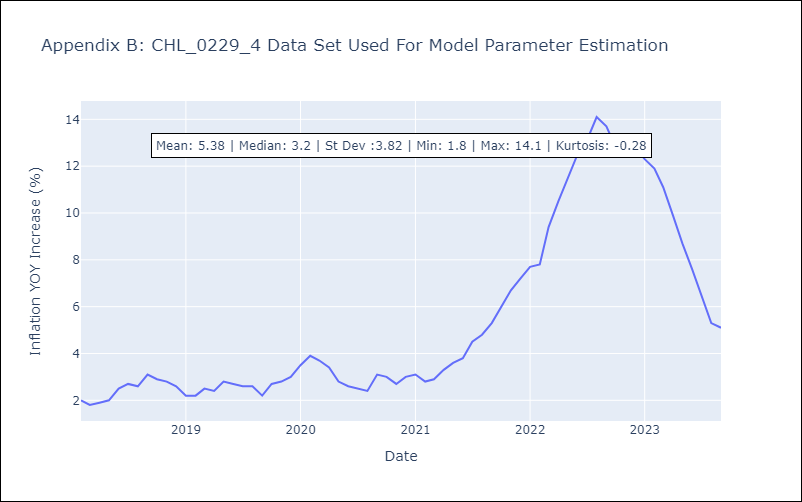 Appendix B: CHL_0229_4 Data Set Used For Model Parameter Estimation
14
Mean: 5.38 | Median: 3.2 | St Dev :3.82 | Min: 1.8 | Max: 14.1 | Kurtosis: -0.28
12
10
8
6
4
2
Inflation YOY Increase (%)
2019 2020 2021 2022 2023
Date